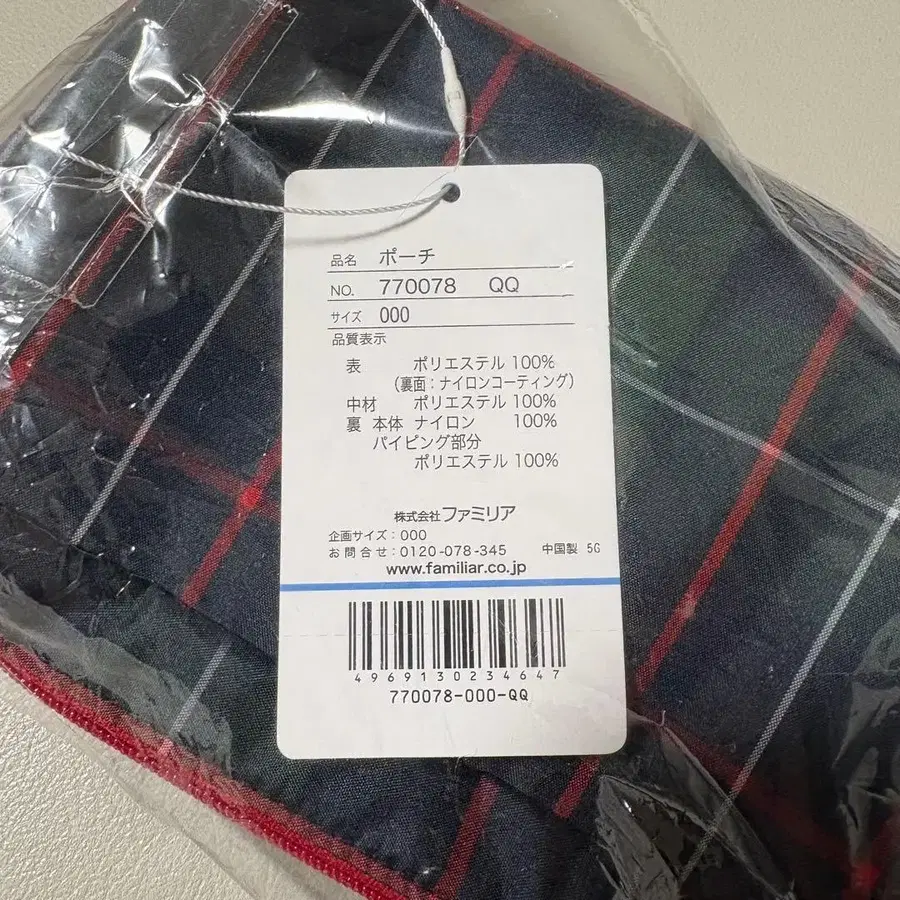 品名 ポーチ
NO. 770078 QQ
サイズ 000
品質表示
表 ポリエステル 100%
(裏面：ナイロンコーティング)
中材 ポリエステル 100%
裏 本体 ナイロン 100%
パイピング部分
ポリエステル 100%
株式会社ファミリア
企画サイズ：000
お問合せ：0120-078-345 中国製 5G
www.familiar.co.jp
4969130234647
770078-000-QQ